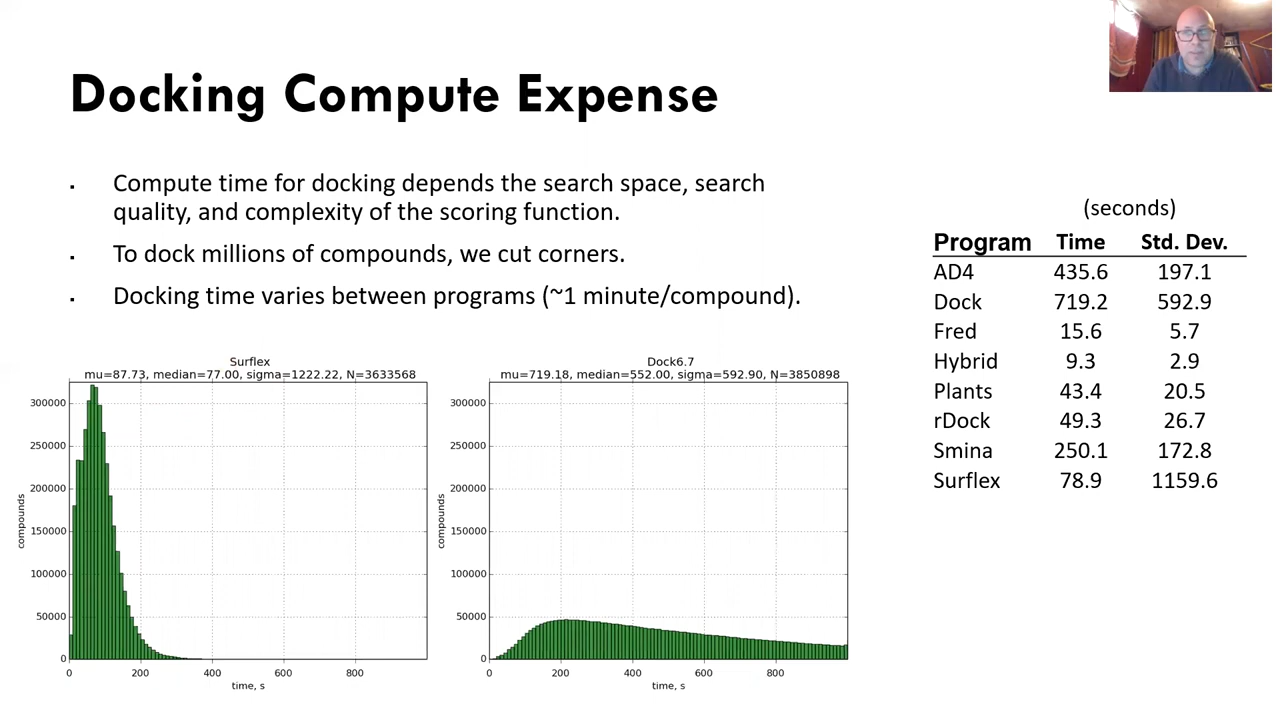 Docking Compute Expense
▪ Compute time for docking depends the search space, search
quality, and complexity of the scoring function.
▪ To dock millions of compounds, we cut corners.
▪ Docking time varies between programs (~1 minute/compound).
(seconds)
Program Time Std. Dev.
AD4 435.6 197.1
Dock 719.2 592.9
Fred 15.6 5.7
Hybrid 9.3 2.9
Plants 43.4 20.5
rDock 49.3 26.7
Smina 250.1 172.8
Surflex 78.9 1159.6
Surflex
mu=87.73, median=77.00, sigma=1222.22, N=3633568
300000
250000
200000
150000
100000
50000
0
compounds
0 200 400 600 800
time, s
Dock6.7
mu=719.18, median=552.00, sigma=592.90, N=3850898
300000
250000
200000
150000
100000
50000
0
compounds
0 200 400 600 800
time, s